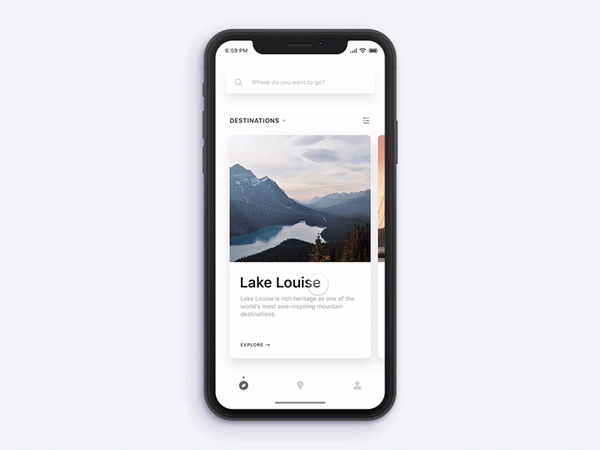 6:59 PM
Where do you want to go?
DESTINATIONS
Lake Louise
Lake Louise is rich heritage as one of the
world's most awe-inspiring mountain
destinations.
EXPLORE →